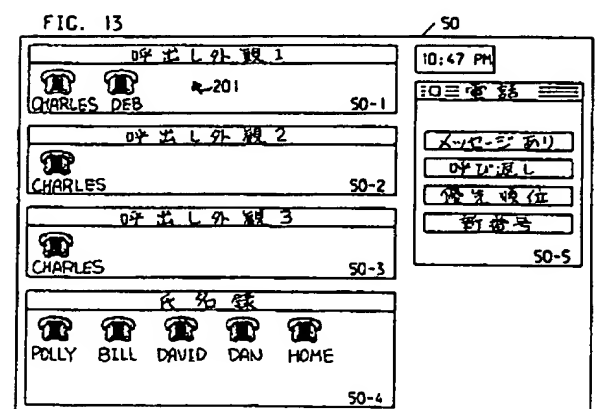 FIG. 13
50
呼出し外観1
CHARLES DEB
201
50-1
呼出し外観2
CHARLES
50-2
呼出し外観3
CHARLES
50-3
氏名録
POLLY BILL DAVID DAN HOME
50-4
10:47 PM
電話
メッセージあり
呼び返し
優先順位
新番号
50-5